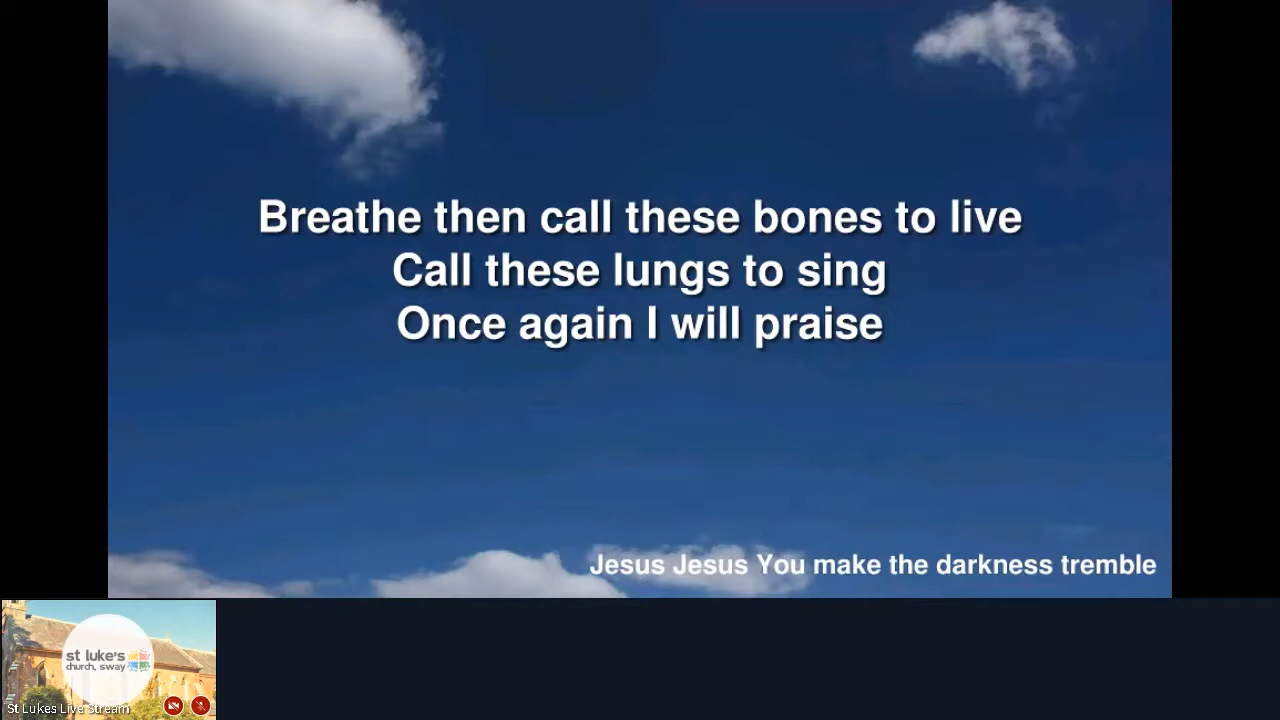 Breathe then call these bones to live
Call these lungs to sing
Once again I will praise
Jesus Jesus You make the darkness tremble
st luke's
church, sway
St Lukes Live Stream